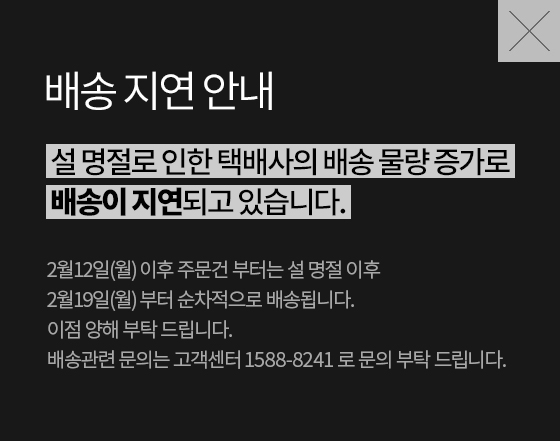 배송 지연 안내
설 명절로 인한 택배사의 배송 물량 증가로
배송이 지연되고 있습니다.
2월12일(월) 이후 주문건 부터는 설 명절 이후
2월19일(월) 부터 순차적으로 배송됩니다.
이점 양해 부탁 드립니다.
배송관련 문의는 고객센터 1588-8241 로 문의 부탁 드립니다.